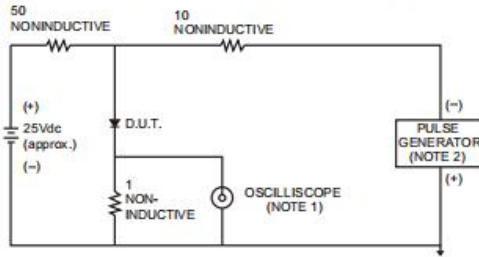 50
NONINDUCTIVE
10
NONINDUCTIVE
(+)
25Vdc
(approx.)
(−)
D.U.T.
1
NON-
INDUCTIVE
OSCILLISCOPE
(NOTE 1)
(−)
PULSE
GENERATOR
(NOTE 2)
(+)